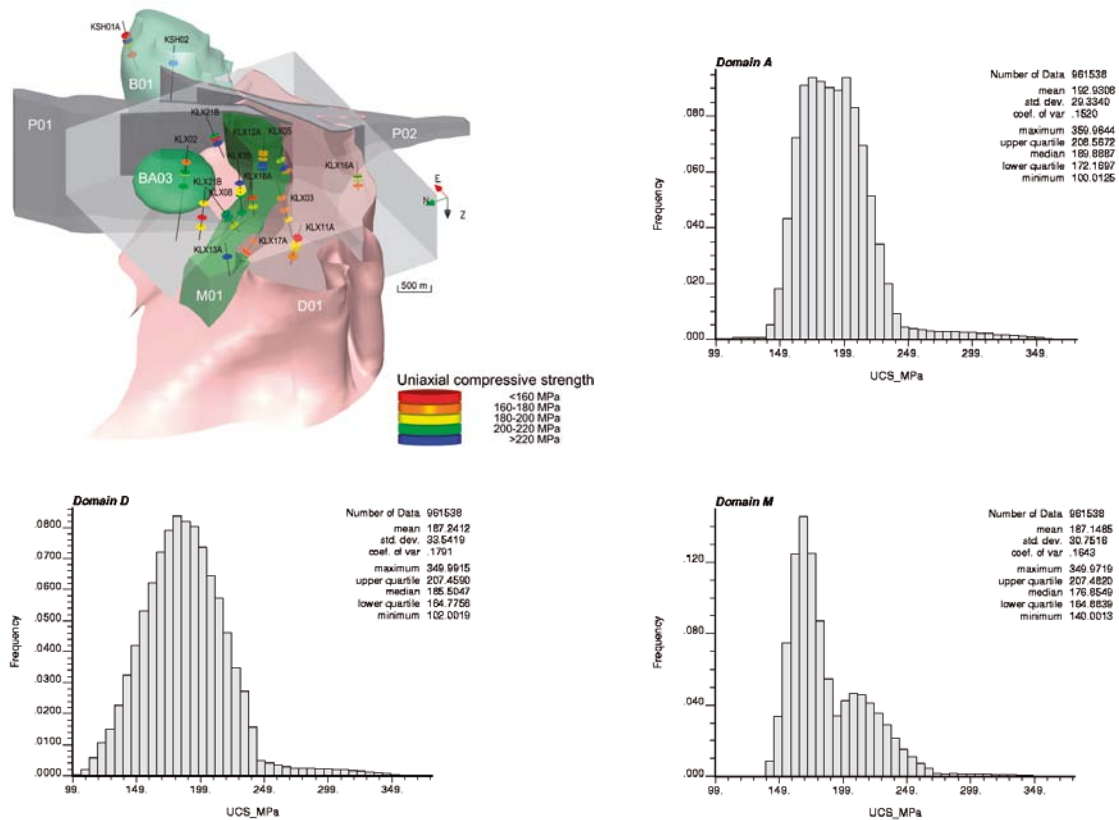 KSH01A
KSH02
B01
P01
P02
KLX21B
KLX12A
KLX05
KLX02
KLX10
KLX16A
BA03
KLX21B
KLX18A
KLX08
KLX03
KLX11A
KLX13A
KLX17A
M01
D01
E
N
Z
500 m
Uniaxial compressive strength
<160 MPa
160-180 MPa
180-200 MPa
200-220 MPa
>220 MPa
Domain A
Number of Data 961538
mean 192.9308
std. dev. 29.3340
coef. of var .1520
maximum 359.9644
upper quartile 208.5672
median 189.8887
lower quartile 172.1697
minimum 100.0125
Frequency
.080
.060
.040
.020
.000
99. 149. 199. 249. 299. 349.
UCS_MPa
Domain D
Number of Data 961538
mean 187.2412
std. dev. 33.5419
coef. of var .1791
maximum 349.9915
upper quartile 207.4590
median 185.5047
lower quartile 164.7756
minimum 102.0019
Frequency
.0800
.0700
.0600
.0500
.0400
.0300
.0200
.0100
.0000
99. 149. 199. 249. 299. 349.
UCS_MPa
Domain M
Number of Data 961538
mean 187.1485
std. dev. 30.7516
coef. of var .1643
maximum 349.9719
upper quartile 207.4820
median 176.8549
lower quartile 164.8839
minimum 140.0013
Frequency
.120
.080
.040
.000
99. 149. 199. 249. 299. 349.
UCS_MPa